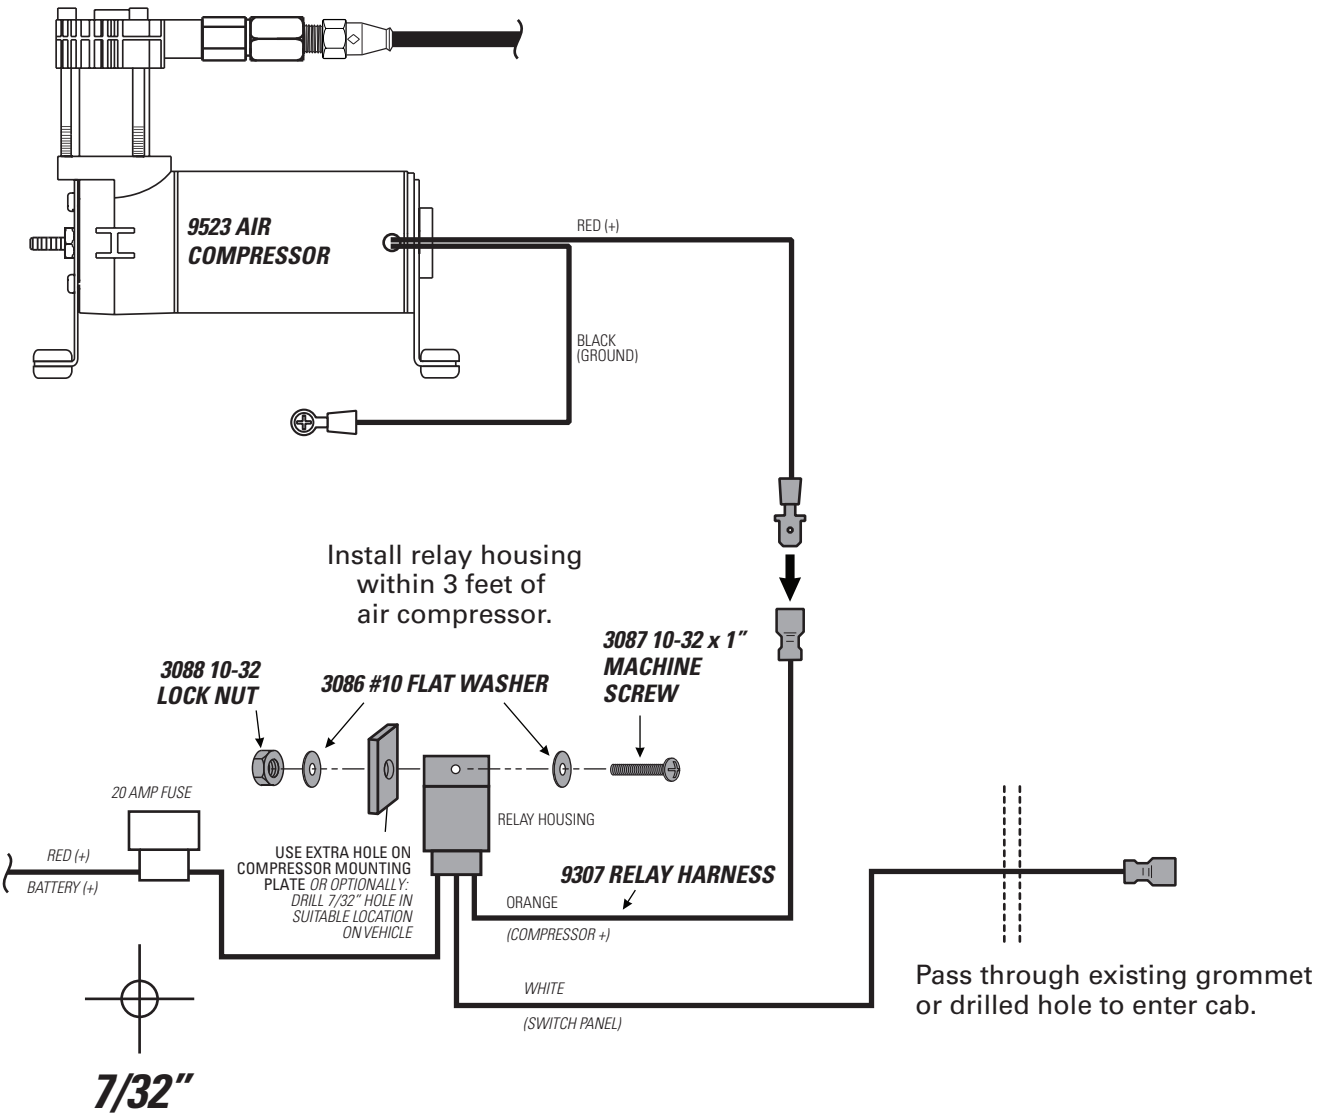 9523 AIR
COMPRESSOR
RED (+)
BLACK
(GROUND)
Install relay housing
within 3 feet of
air compressor.
3087 10-32 x 1”
MACHINE
SCREW
3088 10-32
LOCK NUT
3086 #10 FLAT WASHER
20 AMP FUSE
RELAY HOUSING
RED (+)
BATTERY (+)
USE EXTRA HOLE ON
COMPRESSOR MOUNTING
PLATE OR OPTIONALLY:
DRILL 7/32” HOLE IN
SUITABLE LOCATION
ON VEHICLE
9307 RELAY HARNESS
ORANGE
(COMPRESSOR +)
WHITE
(SWITCH PANEL)
Pass through existing grommet
or drilled hole to enter cab.
7/32”